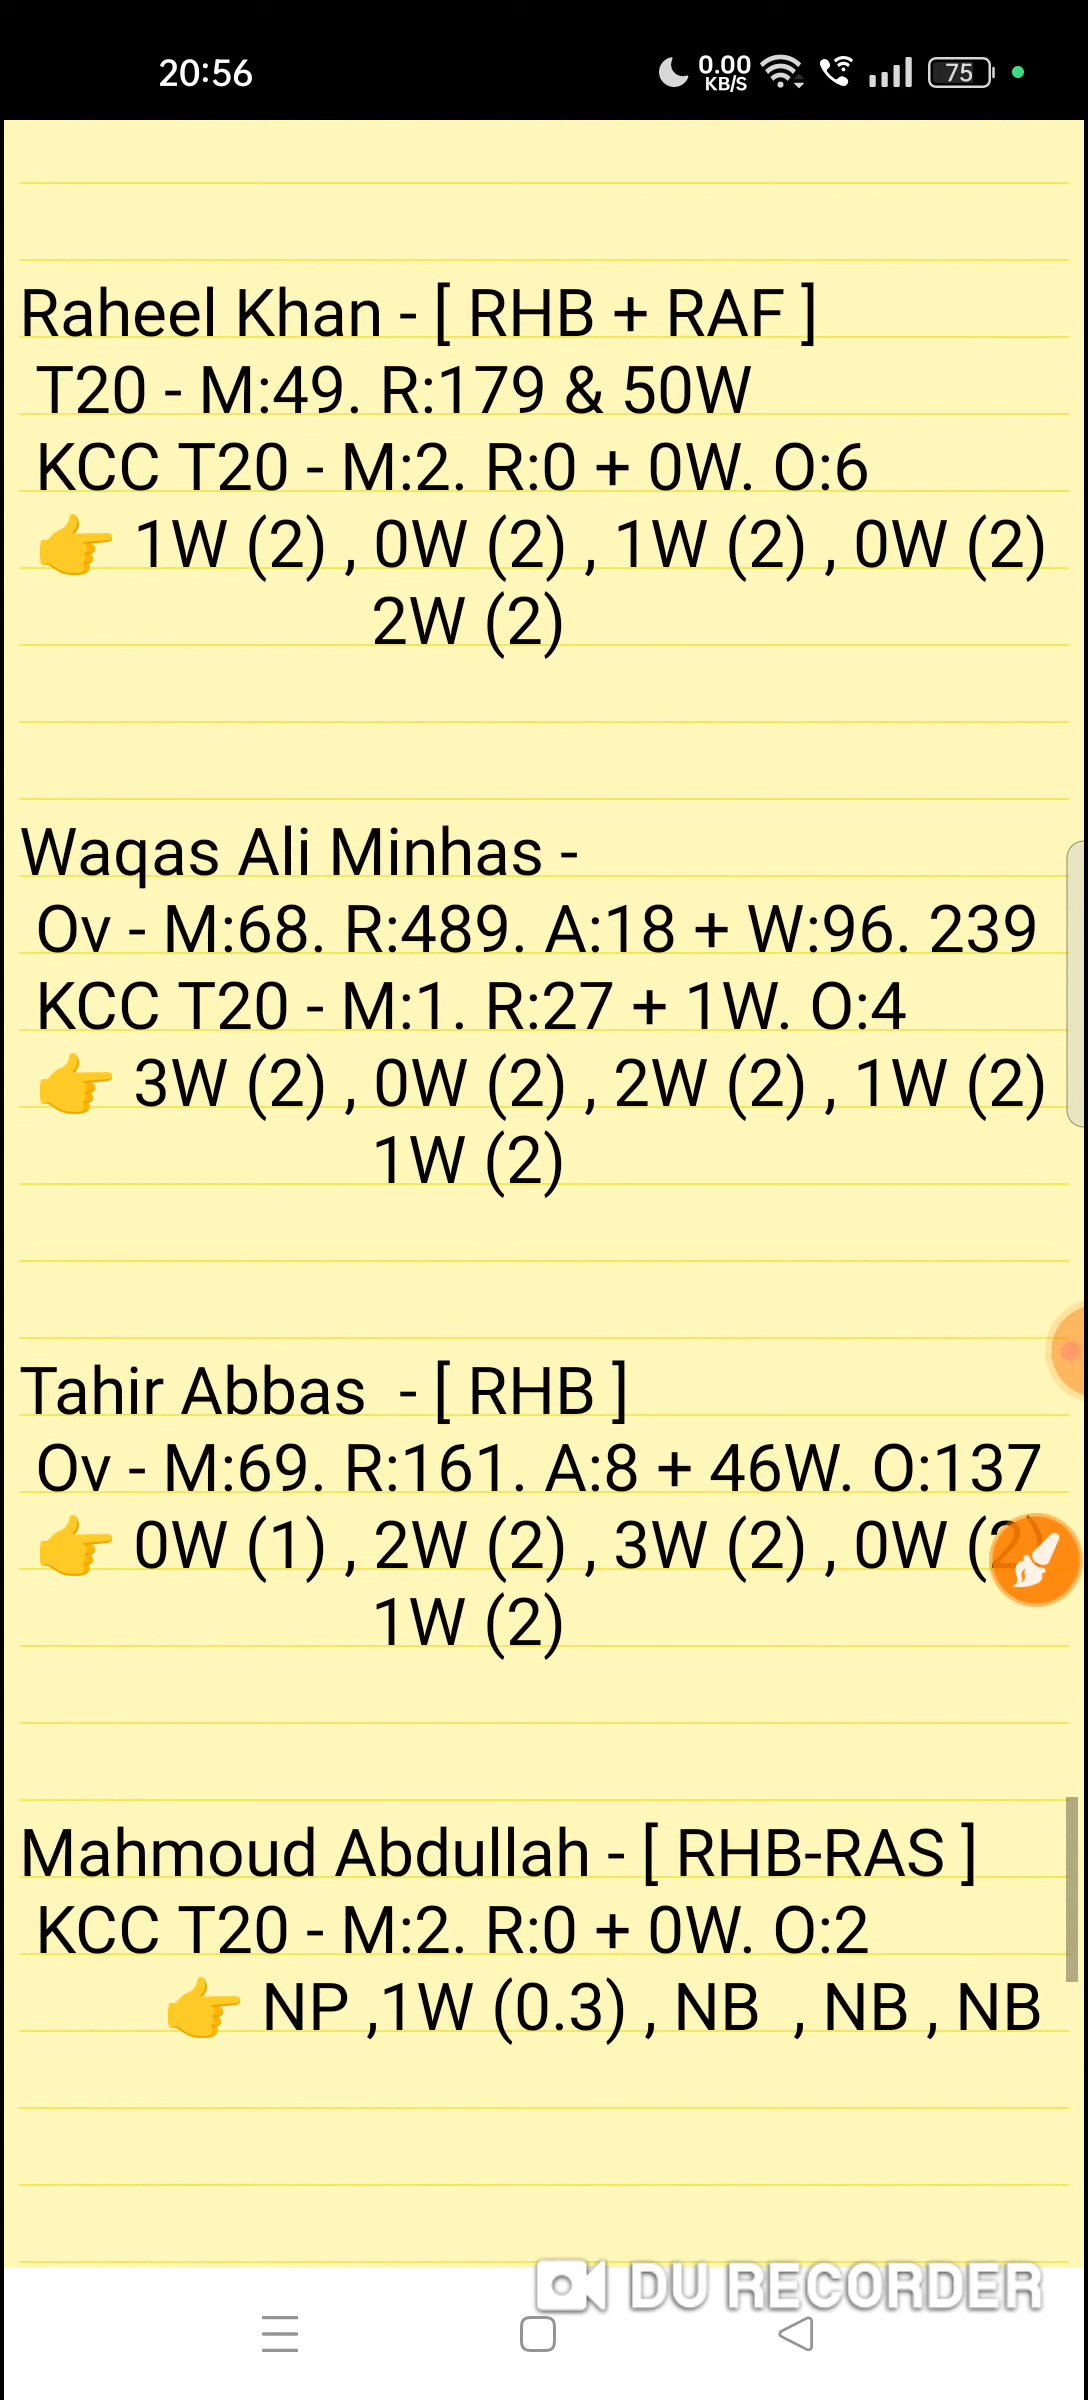 20:56
0.00
KB/S
75
Raheel Khan - [ RHB + RAF ]
T20 - M:49. R:179 & 50W
KCC T20 - M:2. R:0 + 0W. O:6
👉 1W (2) , 0W (2) , 1W (2) , 0W (2)
2W (2)
Waqas Ali Minhas -
Ov - M:68. R:489. A:18 + W:96. 239
KCC T20 - M:1. R:27 + 1W. O:4
👉 3W (2) , 0W (2) , 2W (2) , 1W (2)
1W (2)
Tahir Abbas  - [ RHB ]
Ov - M:69. R:161. A:8 + 46W. O:137
👉 0W (1) , 2W (2) , 3W (2) , 0W (2)
1W (2)
Mahmoud Abdullah - [ RHB-RAS ]
KCC T20 - M:2. R:0 + 0W. O:2
👉 NP ,1W (0.3) , NB  , NB , NB
DU RECORDER